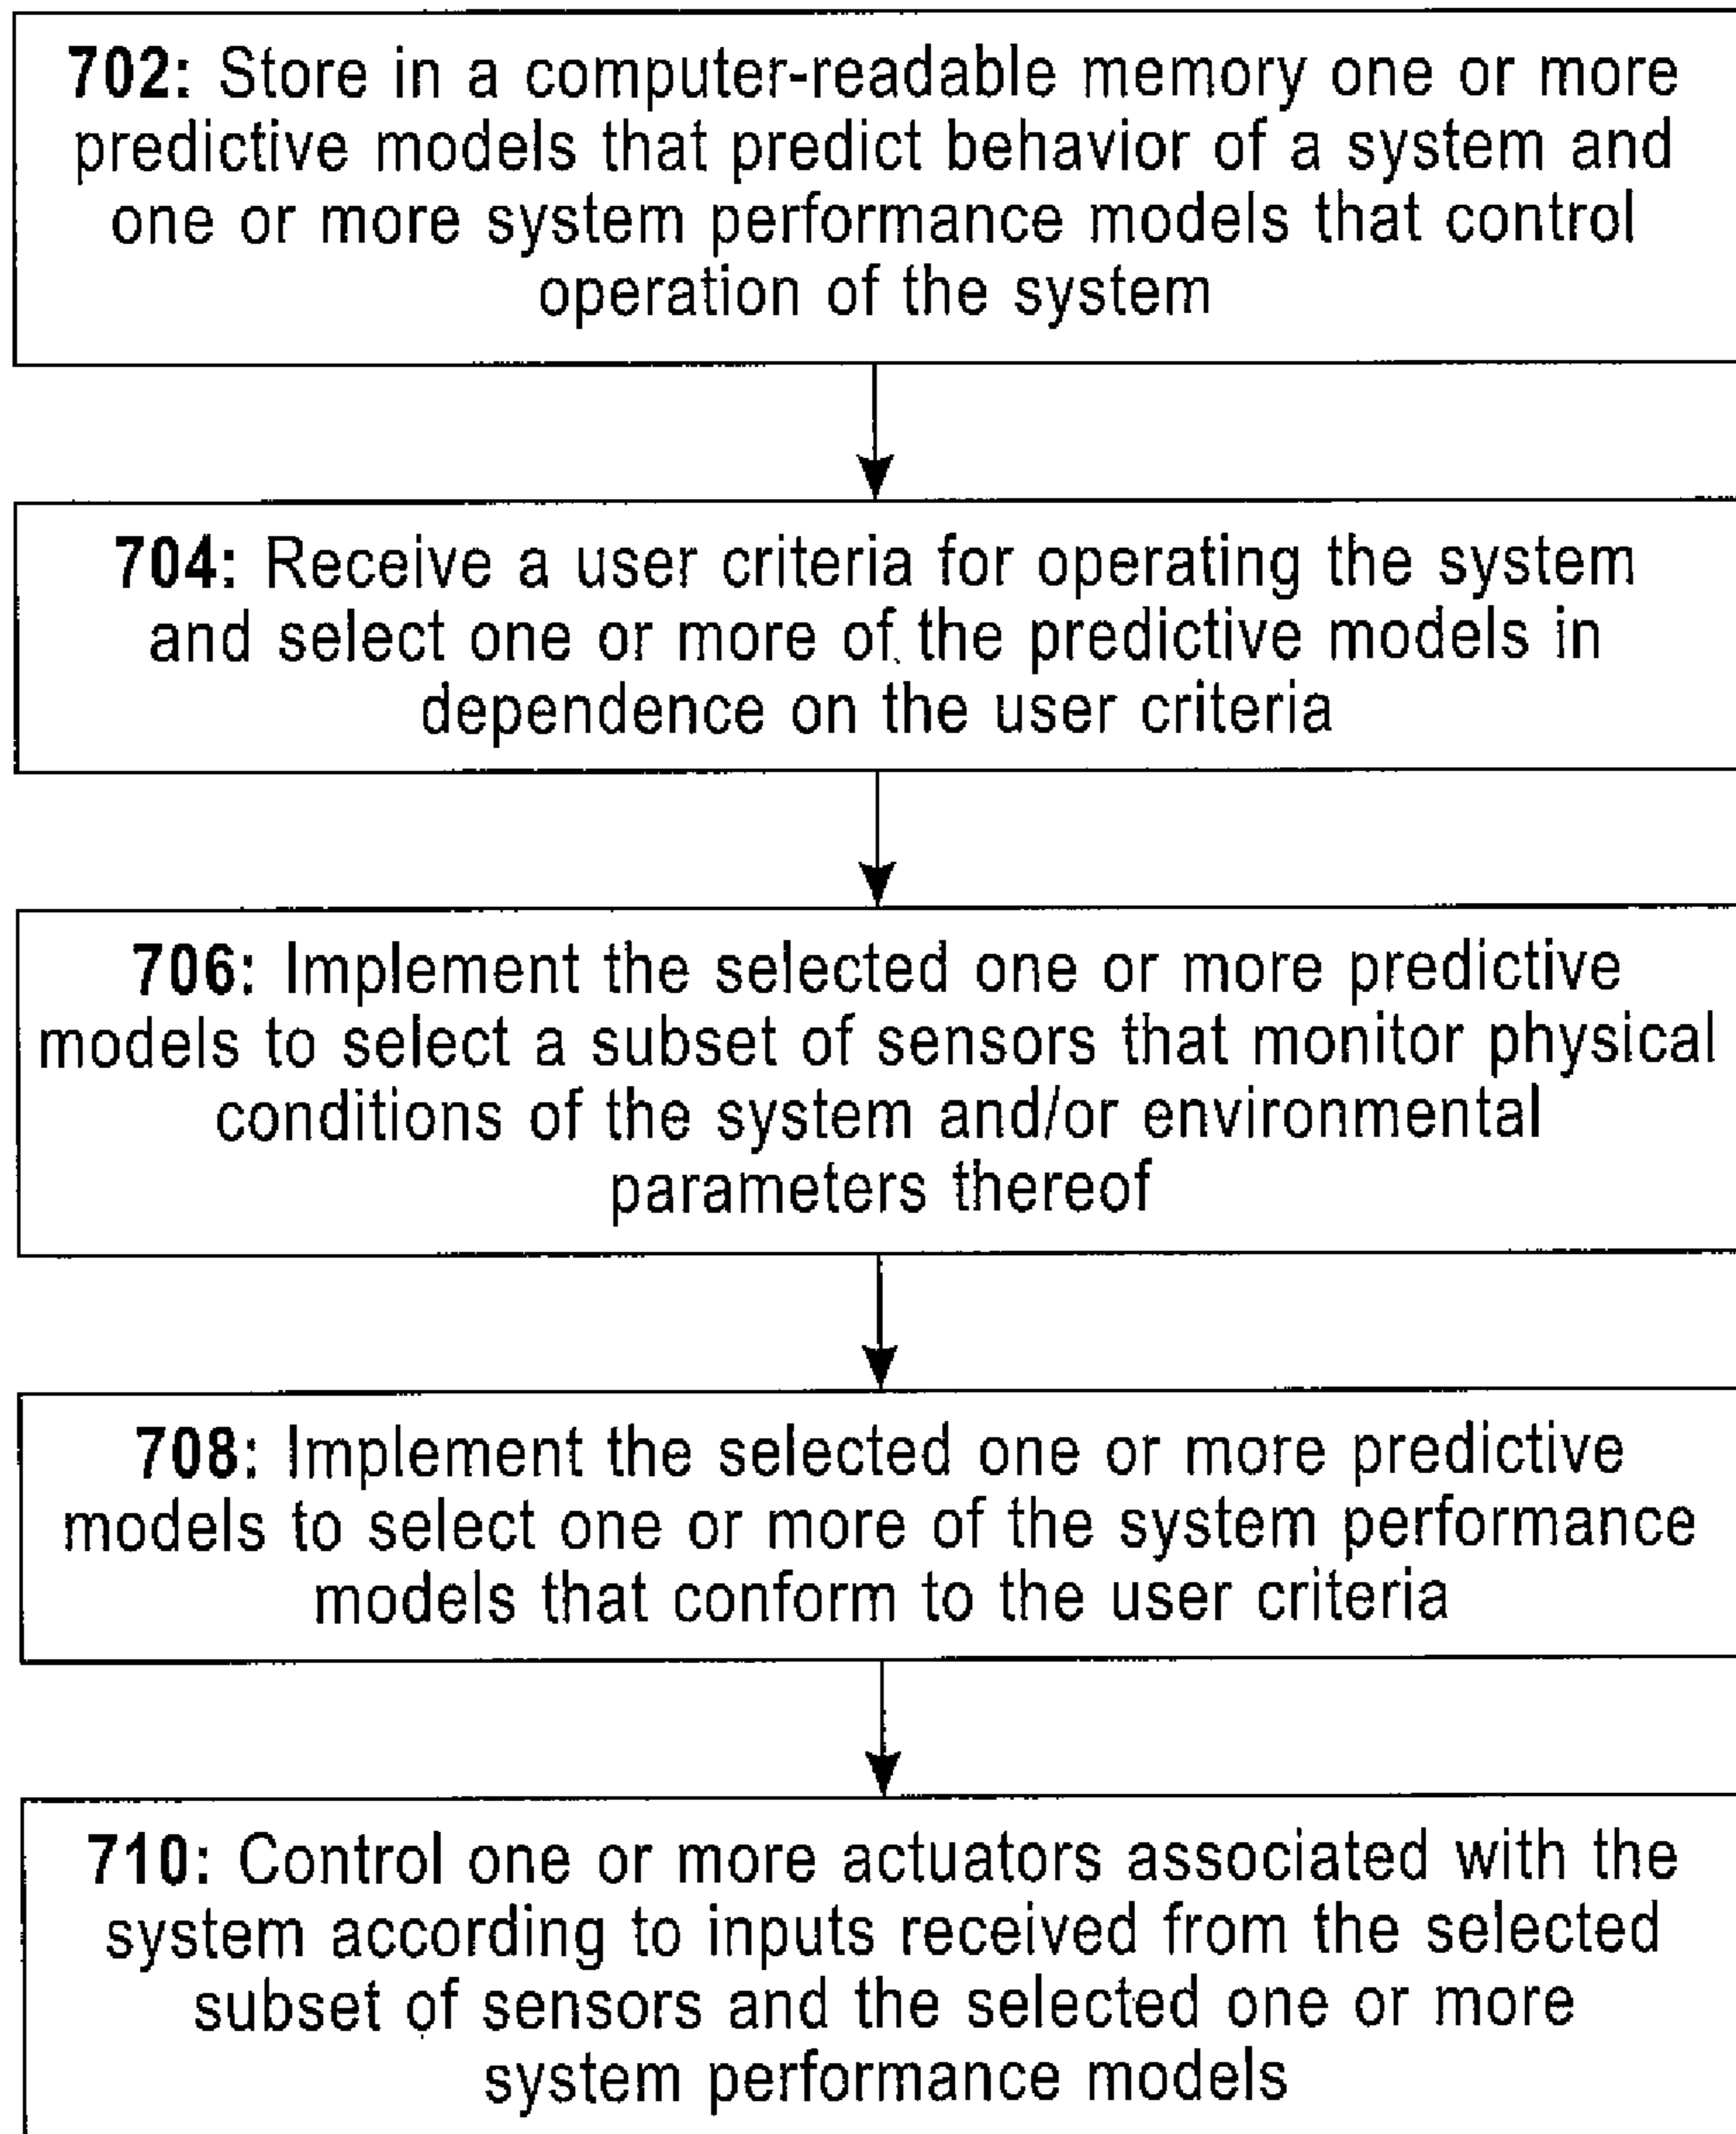 702: Store in a computer-readable memory one or more
predictive models that predict behavior of a system and
one or more system performance models that control
operation of the system
704: Receive a user criteria for operating the system
and select one or more of the predictive models in
dependence on the user criteria
706: Implement the selected one or more predictive
models to select a subset of sensors that monitor physical
conditions of the system and/or environmental
parameters thereof
708: Implement the selected one or more predictive
models to select one or more of the system performance
models that conform to the user criteria
710: Control one or more actuators associated with the
system according to inputs received from the selected
subset of sensors and the selected one or more
system performance models